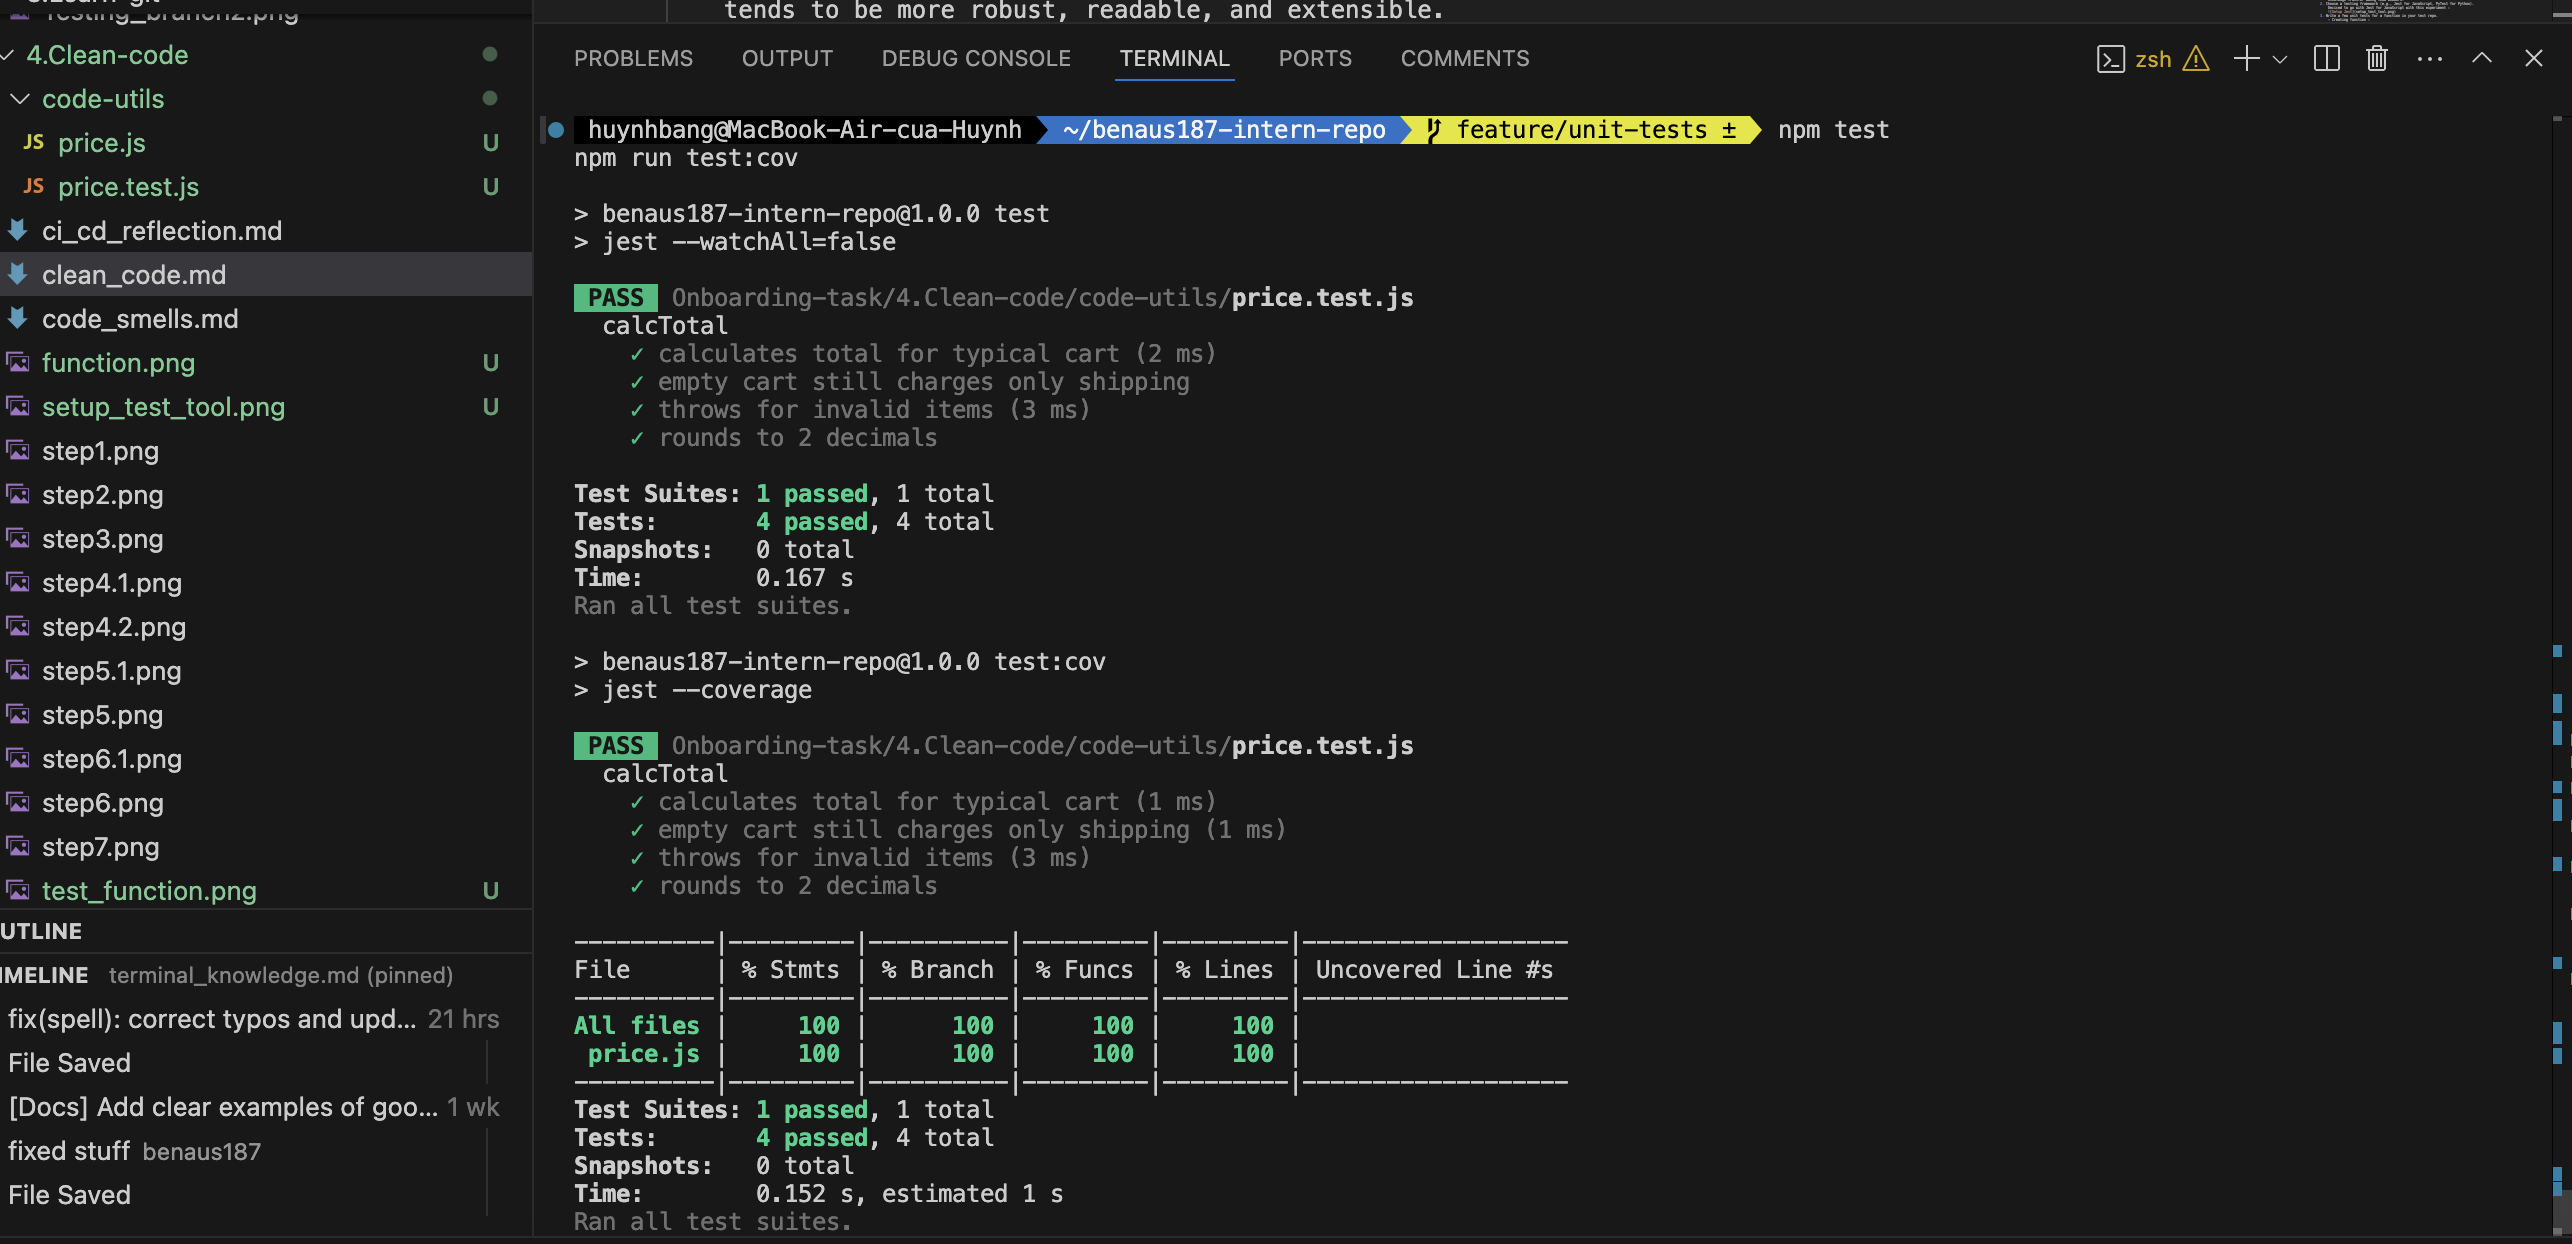 testing_branch2.png
4.Clean-code
code-utils
JS price.js U
JS price.test.js U
ci_cd_reflection.md
clean_code.md
code_smells.md
function.png U
setup_test_tool.png U
step1.png
step2.png
step3.png
step4.1.png
step4.2.png
step5.1.png
step5.png
step6.1.png
step6.png
step7.png
test_function.png U
UTLINE
IMELINE terminal_knowledge.md (pinned)
fix(spell): correct typos and upd... 21 hrs
File Saved
[Docs] Add clear examples of goo... 1 wk
fixed stuff benaus187
File Saved
tends to be more robust, readable, and extensible.
PROBLEMS OUTPUT DEBUG CONSOLE TERMINAL PORTS COMMENTS
zsh
huynhbang@MacBook-Air-cua-Huynh ~/benaus187-intern-repo feature/unit-tests ± npm test
npm run test:cov
> benaus187-intern-repo@1.0.0 test
> jest --watchAll=false
PASS Onboarding-task/4.Clean-code/code-utils/price.test.js
calcTotal
✓ calculates total for typical cart (2 ms)
✓ empty cart still charges only shipping
✓ throws for invalid items (3 ms)
✓ rounds to 2 decimals
Test Suites: 1 passed, 1 total
Tests: 4 passed, 4 total
Snapshots: 0 total
Time: 0.167 s
Ran all test suites.
> benaus187-intern-repo@1.0.0 test:cov
> jest --coverage
PASS Onboarding-task/4.Clean-code/code-utils/price.test.js
calcTotal
✓ calculates total for typical cart (1 ms)
✓ empty cart still charges only shipping (1 ms)
✓ throws for invalid items (3 ms)
✓ rounds to 2 decimals
----------|---------|----------|---------|---------|-------------------
File | % Stmts | % Branch | % Funcs | % Lines | Uncovered Line #s
----------|---------|----------|---------|---------|-------------------
All files | 100 | 100 | 100 | 100 |
price.js | 100 | 100 | 100 | 100 |
----------|---------|----------|---------|---------|-------------------
Test Suites: 1 passed, 1 total
Tests: 4 passed, 4 total
Snapshots: 0 total
Time: 0.152 s, estimated 1 s
Ran all test suites.